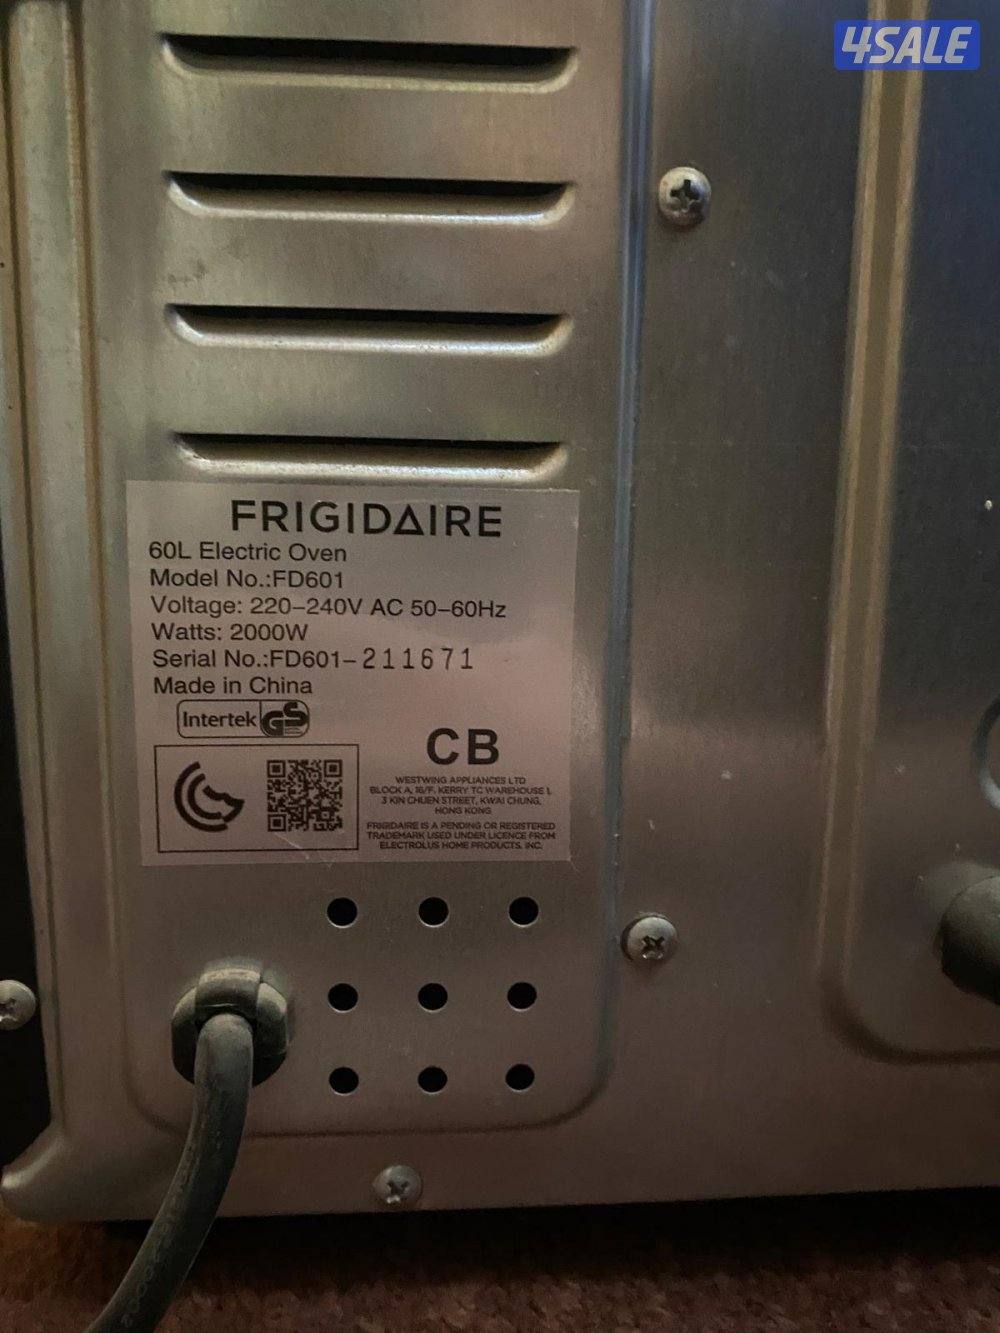 4SALE
FRIGIDAIRE
60L Electric Oven
Model No.:FD601
Voltage: 220-240V AC 50-60Hz
Watts: 2000W
Serial No.:FD601-211671
Made in China
Intertek GS
CB
WESTWING APPLIANCES LTD
BLOCK A, 16/F. KERRY TC WAREHOUSE 1,
3 KIN CHUEN STREET, KWAI CHUNG,
HONG KONG
FRIGIDAIRE IS A PENDING OR REGISTERED
TRADEMARK USED UNDER LICENCE FROM
ELECTROLUS HOME PRODUCTS, INC.